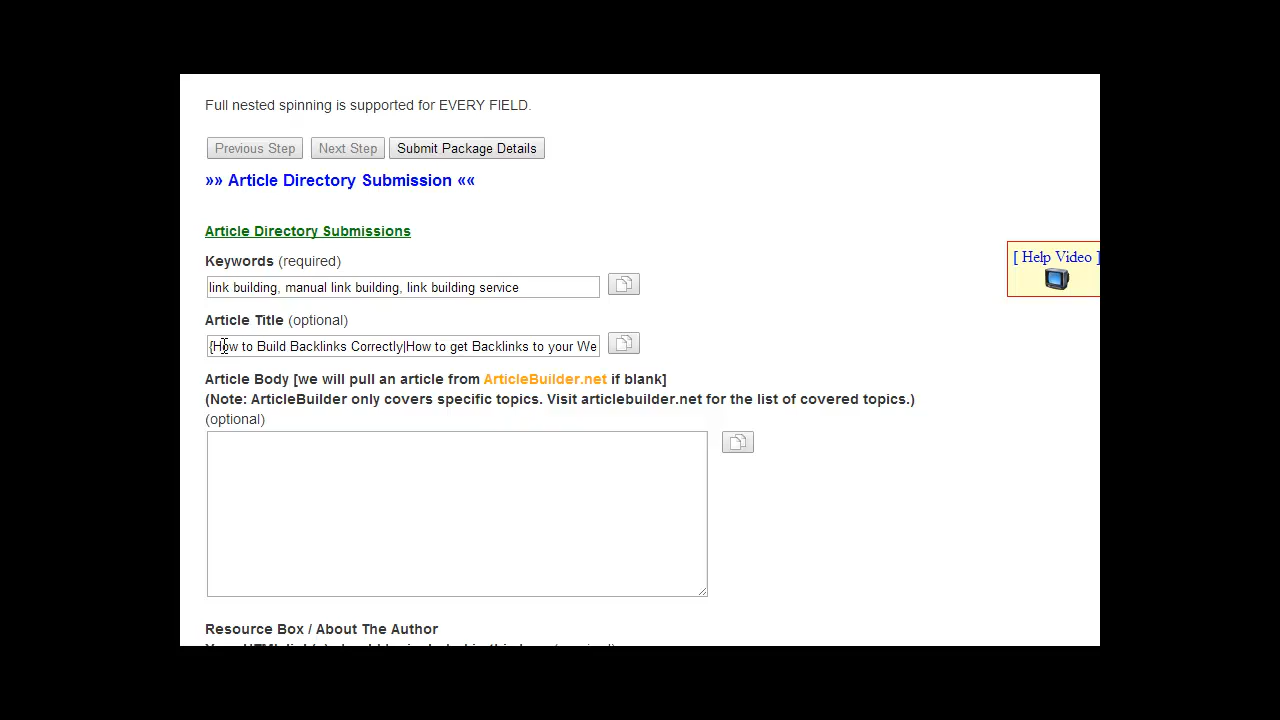 Full nested spinning is supported for EVERY FIELD.
Previous Step Next Step Submit Package Details
»» Article Directory Submission ««
Article Directory Submissions
[ Help Video ]
Keywords (required)
link building, manual link building, link building service
Article Title (optional)
{How to Build Backlinks Correctly|How to get Backlinks to your We
Article Body [we will pull an article from ArticleBuilder.net if blank]
(Note: ArticleBuilder only covers specific topics. Visit articlebuilder.net for the list of covered topics.)
(optional)
Resource Box / About The Author